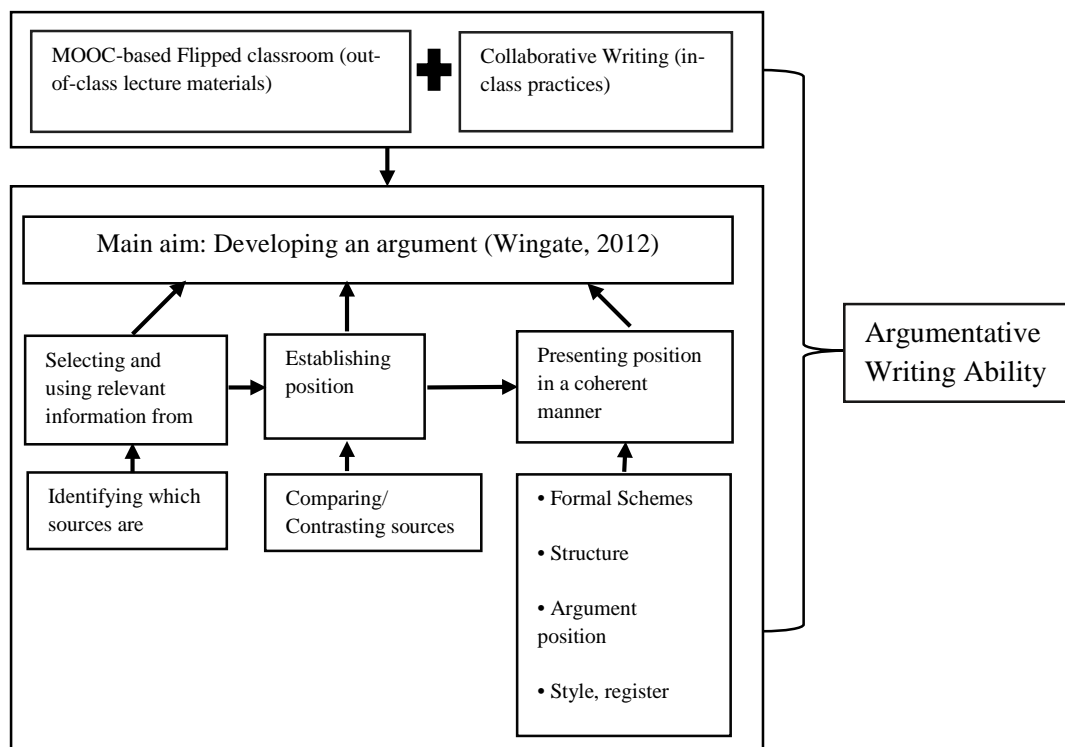 MOOC-based Flipped classroom (out-
of-class lecture materials)
Collaborative Writing (in-
class practices)
Main aim: Developing an argument (Wingate, 2012)
Selecting and
using relevant
information from
Establishing
position
Presenting position
in a coherent
manner
Argumentative
Writing Ability
Identifying which
sources are
Comparing/
Contrasting sources
• Formal Schemes
• Structure
• Argument
position
• Style, register